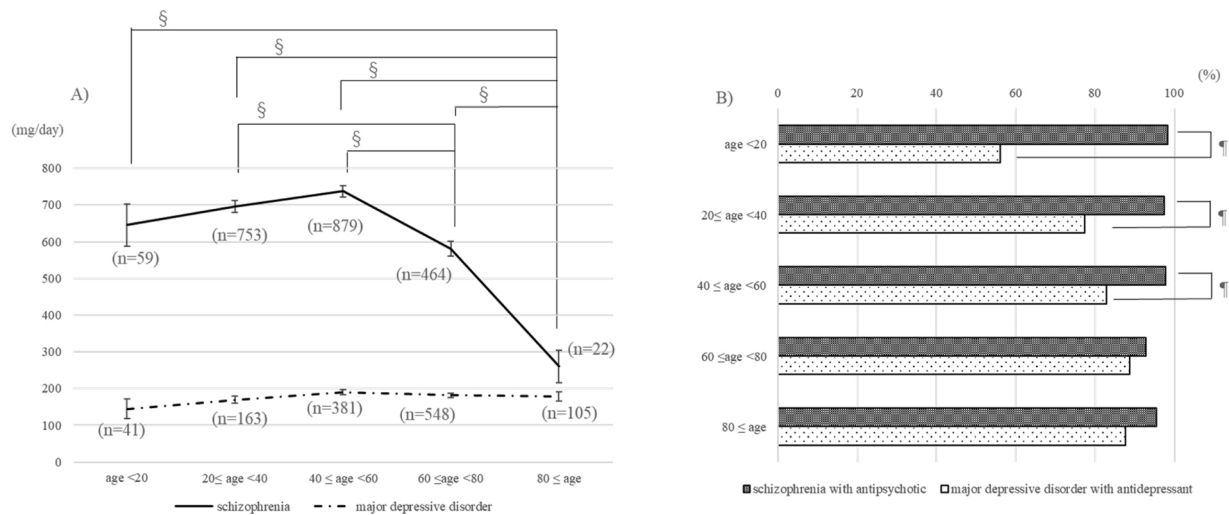 A)
(mg/day)
§
§
§
§
§
§
800
700
600
500
400
300
200
100
0
(n=59)
(n=753)
(n=879)
(n=464)
(n=22)
(n=41)
(n=163)
(n=381)
(n=548)
(n=105)
age <20
20≤ age <40
40 ≤ age <60
60 ≤age <80
80 ≤ age
schizophrenia
major depressive disorder
B)
(%)
0
20
40
60
80
100
age <20
¶
20≤ age <40
¶
40 ≤ age <60
¶
60 ≤age <80
80 ≤ age
schizophrenia with antipsychotic
major depressive disorder with antidepressant